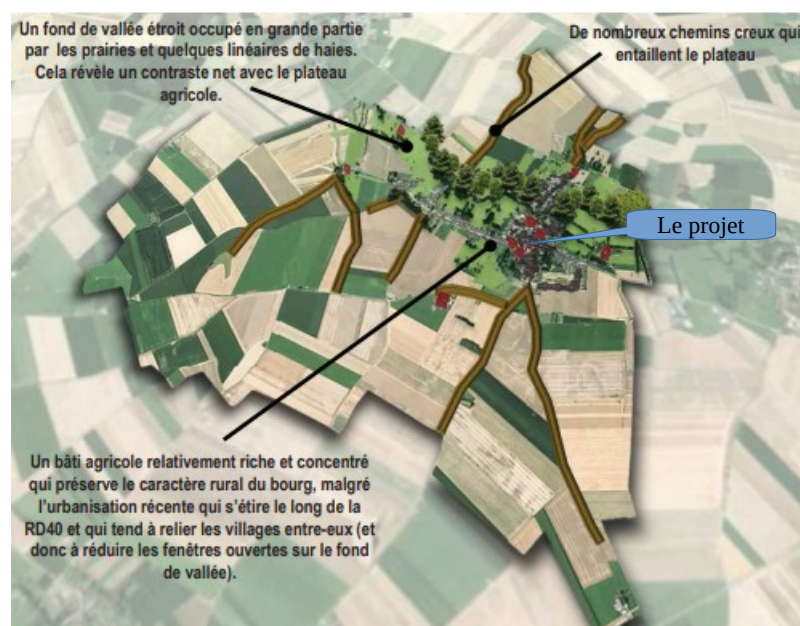 Un fond de vallée étroit occupé en grande partie
par les prairies et quelques linéaires de haies.
Cela révèle un contraste net avec le plateau
agricole.
De nombreux chemins creux qui
entaillent le plateau
Le projet
Un bâti agricole relativement riche et concentré
qui préserve le caractère rural du bourg, malgré
l'urbanisation récente qui s'étire le long de la
RD40 et qui tend à relier les villages entre-eux (et
donc à réduire les fenêtres ouvertes sur le fond
de vallée).